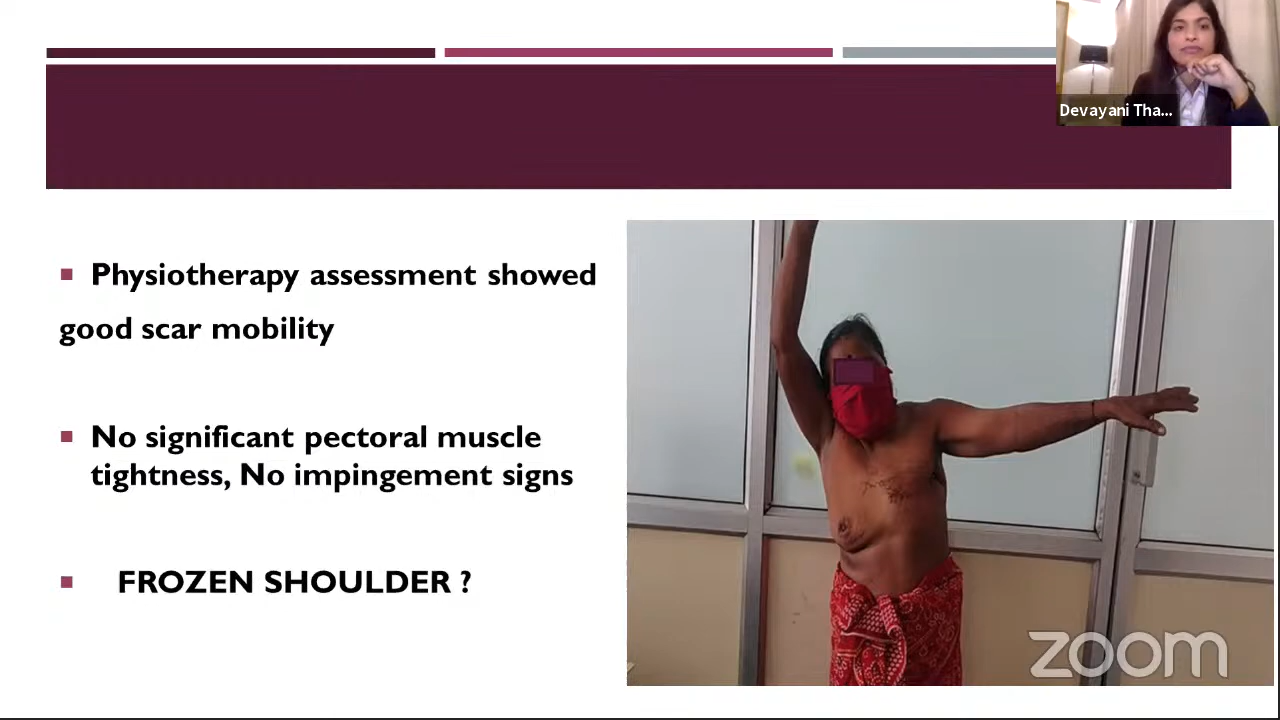 Devayani Tha...
Physiotherapy assessment showed
good scar mobility
No significant pectoral muscle
tightness, No impingement signs
FROZEN SHOULDER ?
zoom